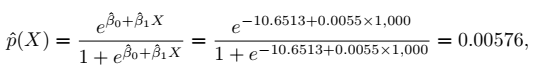 p̂(X) = e^{β̂₀+β̂₁X} / (1 + e^{β̂₀+β̂₁X}) = e^{−10.6513+0.0055×1,000} / (1 + e^{−10.6513+0.0055×1,000}) = 0.00576,